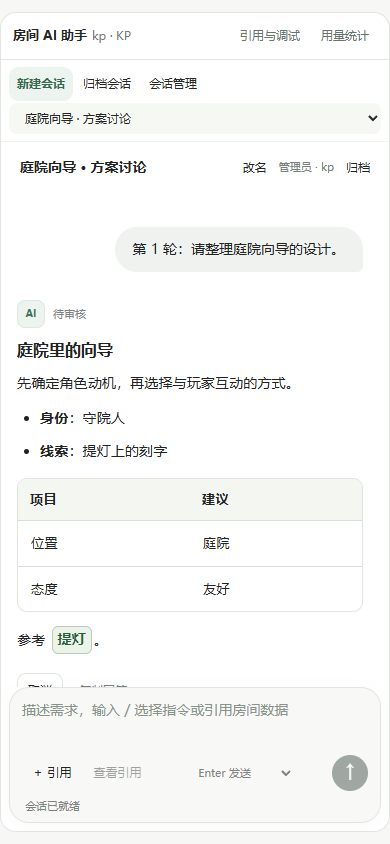 房间 AI 助手 kp · KP 引用与调试 用量统计
新建会话 归档会话 会话管理
庭院向导 · 方案讨论
庭院向导 • 方案讨论 改名 管理员 · kp 归档
第 1 轮：请整理庭院向导的设计。
AI 待审核
庭院里的向导
先确定角色动机，再选择与玩家互动的方式。
• 身份：守院人
• 线索：提灯上的刻字
项目 建议
位置 庭院
态度 友好
参考 提灯 。
描述需求，输入 / 选择指令或引用房间数据
+ 引用 查看引用 Enter 发送
会话已就绪